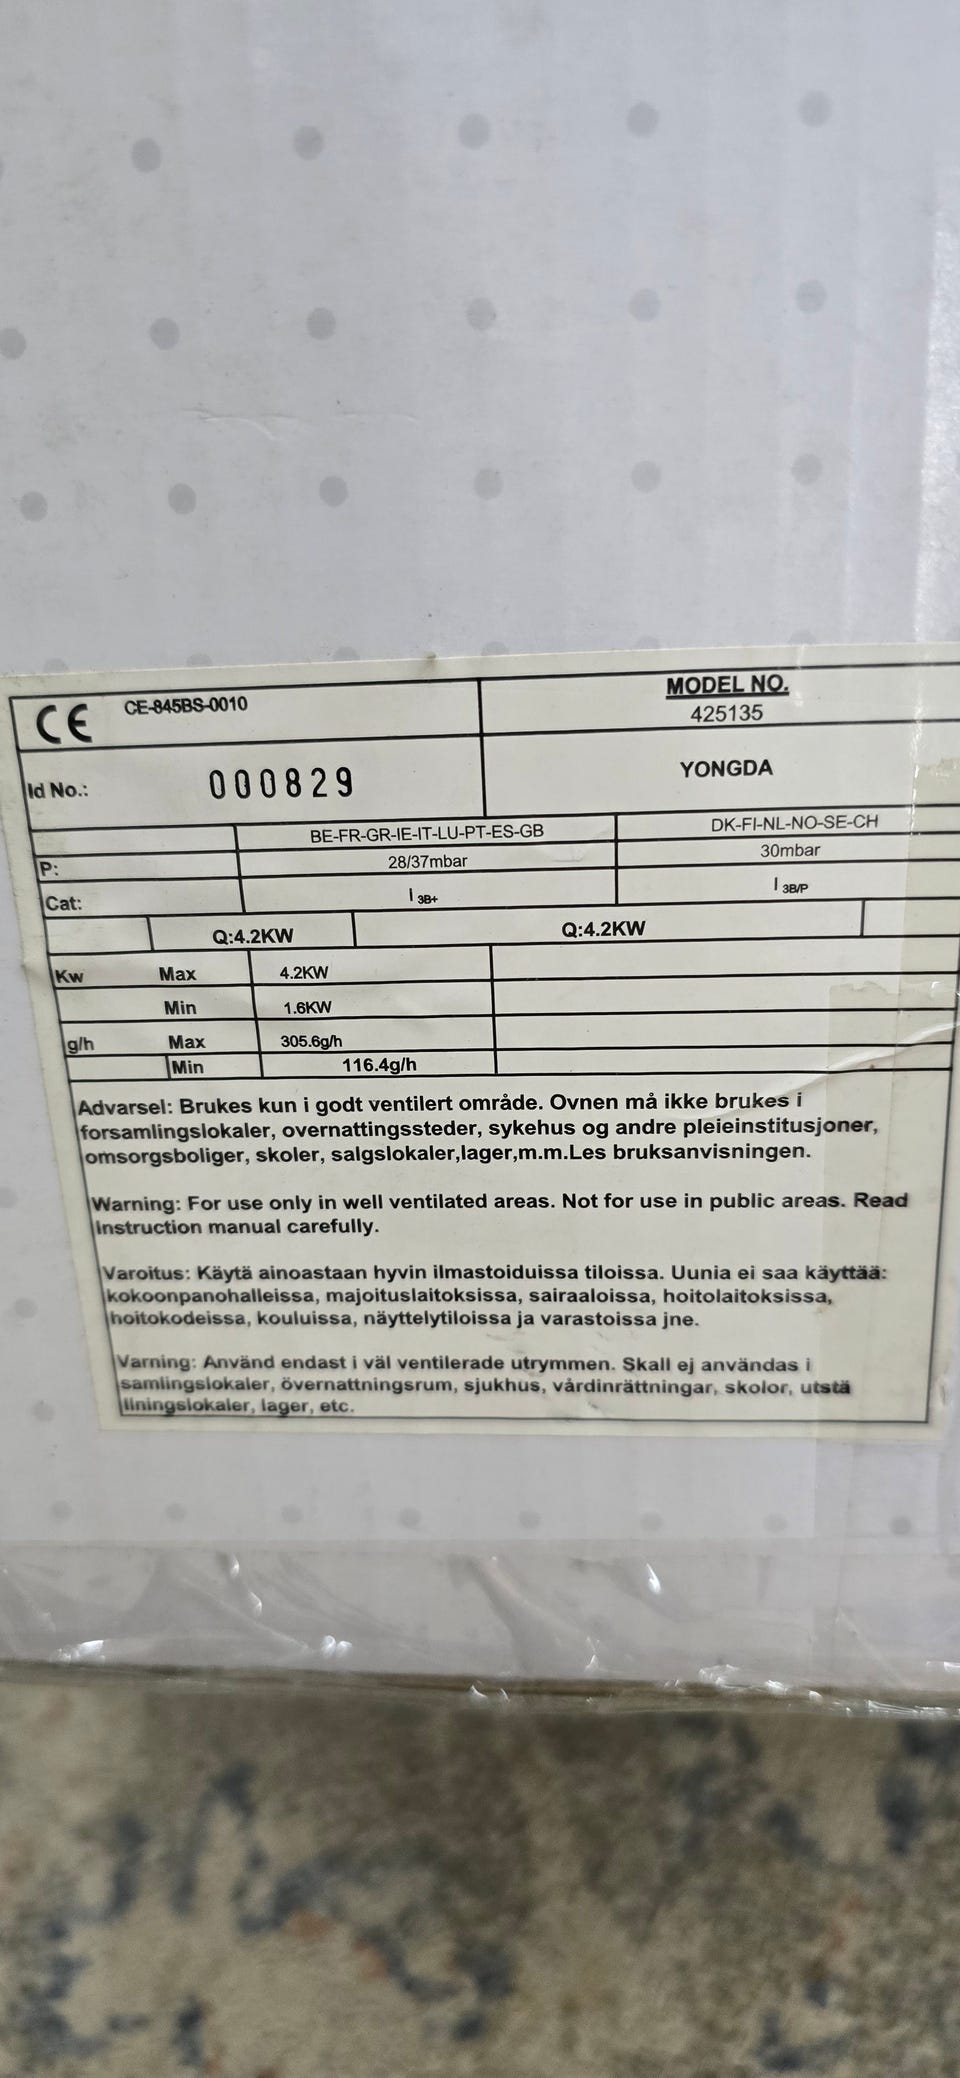 CE CE-845BS-0010
MODEL NO.
425135
Id No.: 000829
YONGDA
BE-FR-GR-IE-IT-LU-PT-ES-GB DK-FI-NL-NO-SE-CH
P: 28/37mbar 30mbar
Cat: I 3B+ I 3B/P
Q:4.2KW Q:4.2KW
Kw Max 4.2KW
Min 1.6KW
g/h Max 305.6g/h
Min 116.4g/h
Advarsel: Brukes kun i godt ventilert område. Ovnen må ikke brukes i
forsamlingslokaler, overnattingssteder, sykehus og andre pleieinstitusjoner,
omsorgsboliger, skoler, salgslokaler,lager,m.m.Les bruksanvisningen.
Warning: For use only in well ventilated areas. Not for use in public areas. Read
Instruction manual carefully.
Varoitus: Käytä ainoastaan hyvin ilmastoiduissa tiloissa. Uunia ei saa käyttää:
kokoonpanohalleissa, majoituslaitoksissa, sairaaloissa, hoitolaitoksissa,
hoitokodeissa, kouluissa, näyttelytiloissa ja varastoissa jne.
Varning: Använd endast i väl ventilerade utrymmen. Skall ej användas i
samlingslokaler, övernattningsrum, sjukhus, vårdinrättningar, skolor, utstä
llningslokaler, lager, etc.